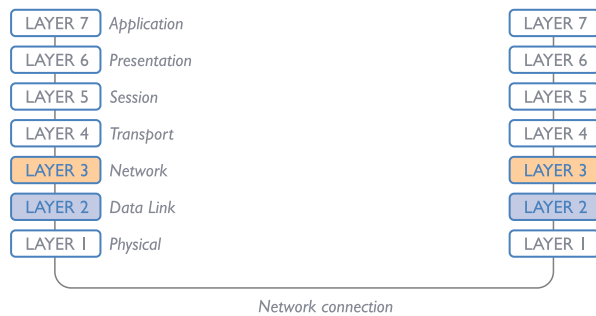 LAYER 7 Application LAYER 7
LAYER 6 Presentation LAYER 6
LAYER 5 Session LAYER 5
LAYER 4 Transport LAYER 4
LAYER 3 Network LAYER 3
LAYER 2 Data Link LAYER 2
LAYER 1 Physical LAYER 1
Network connection